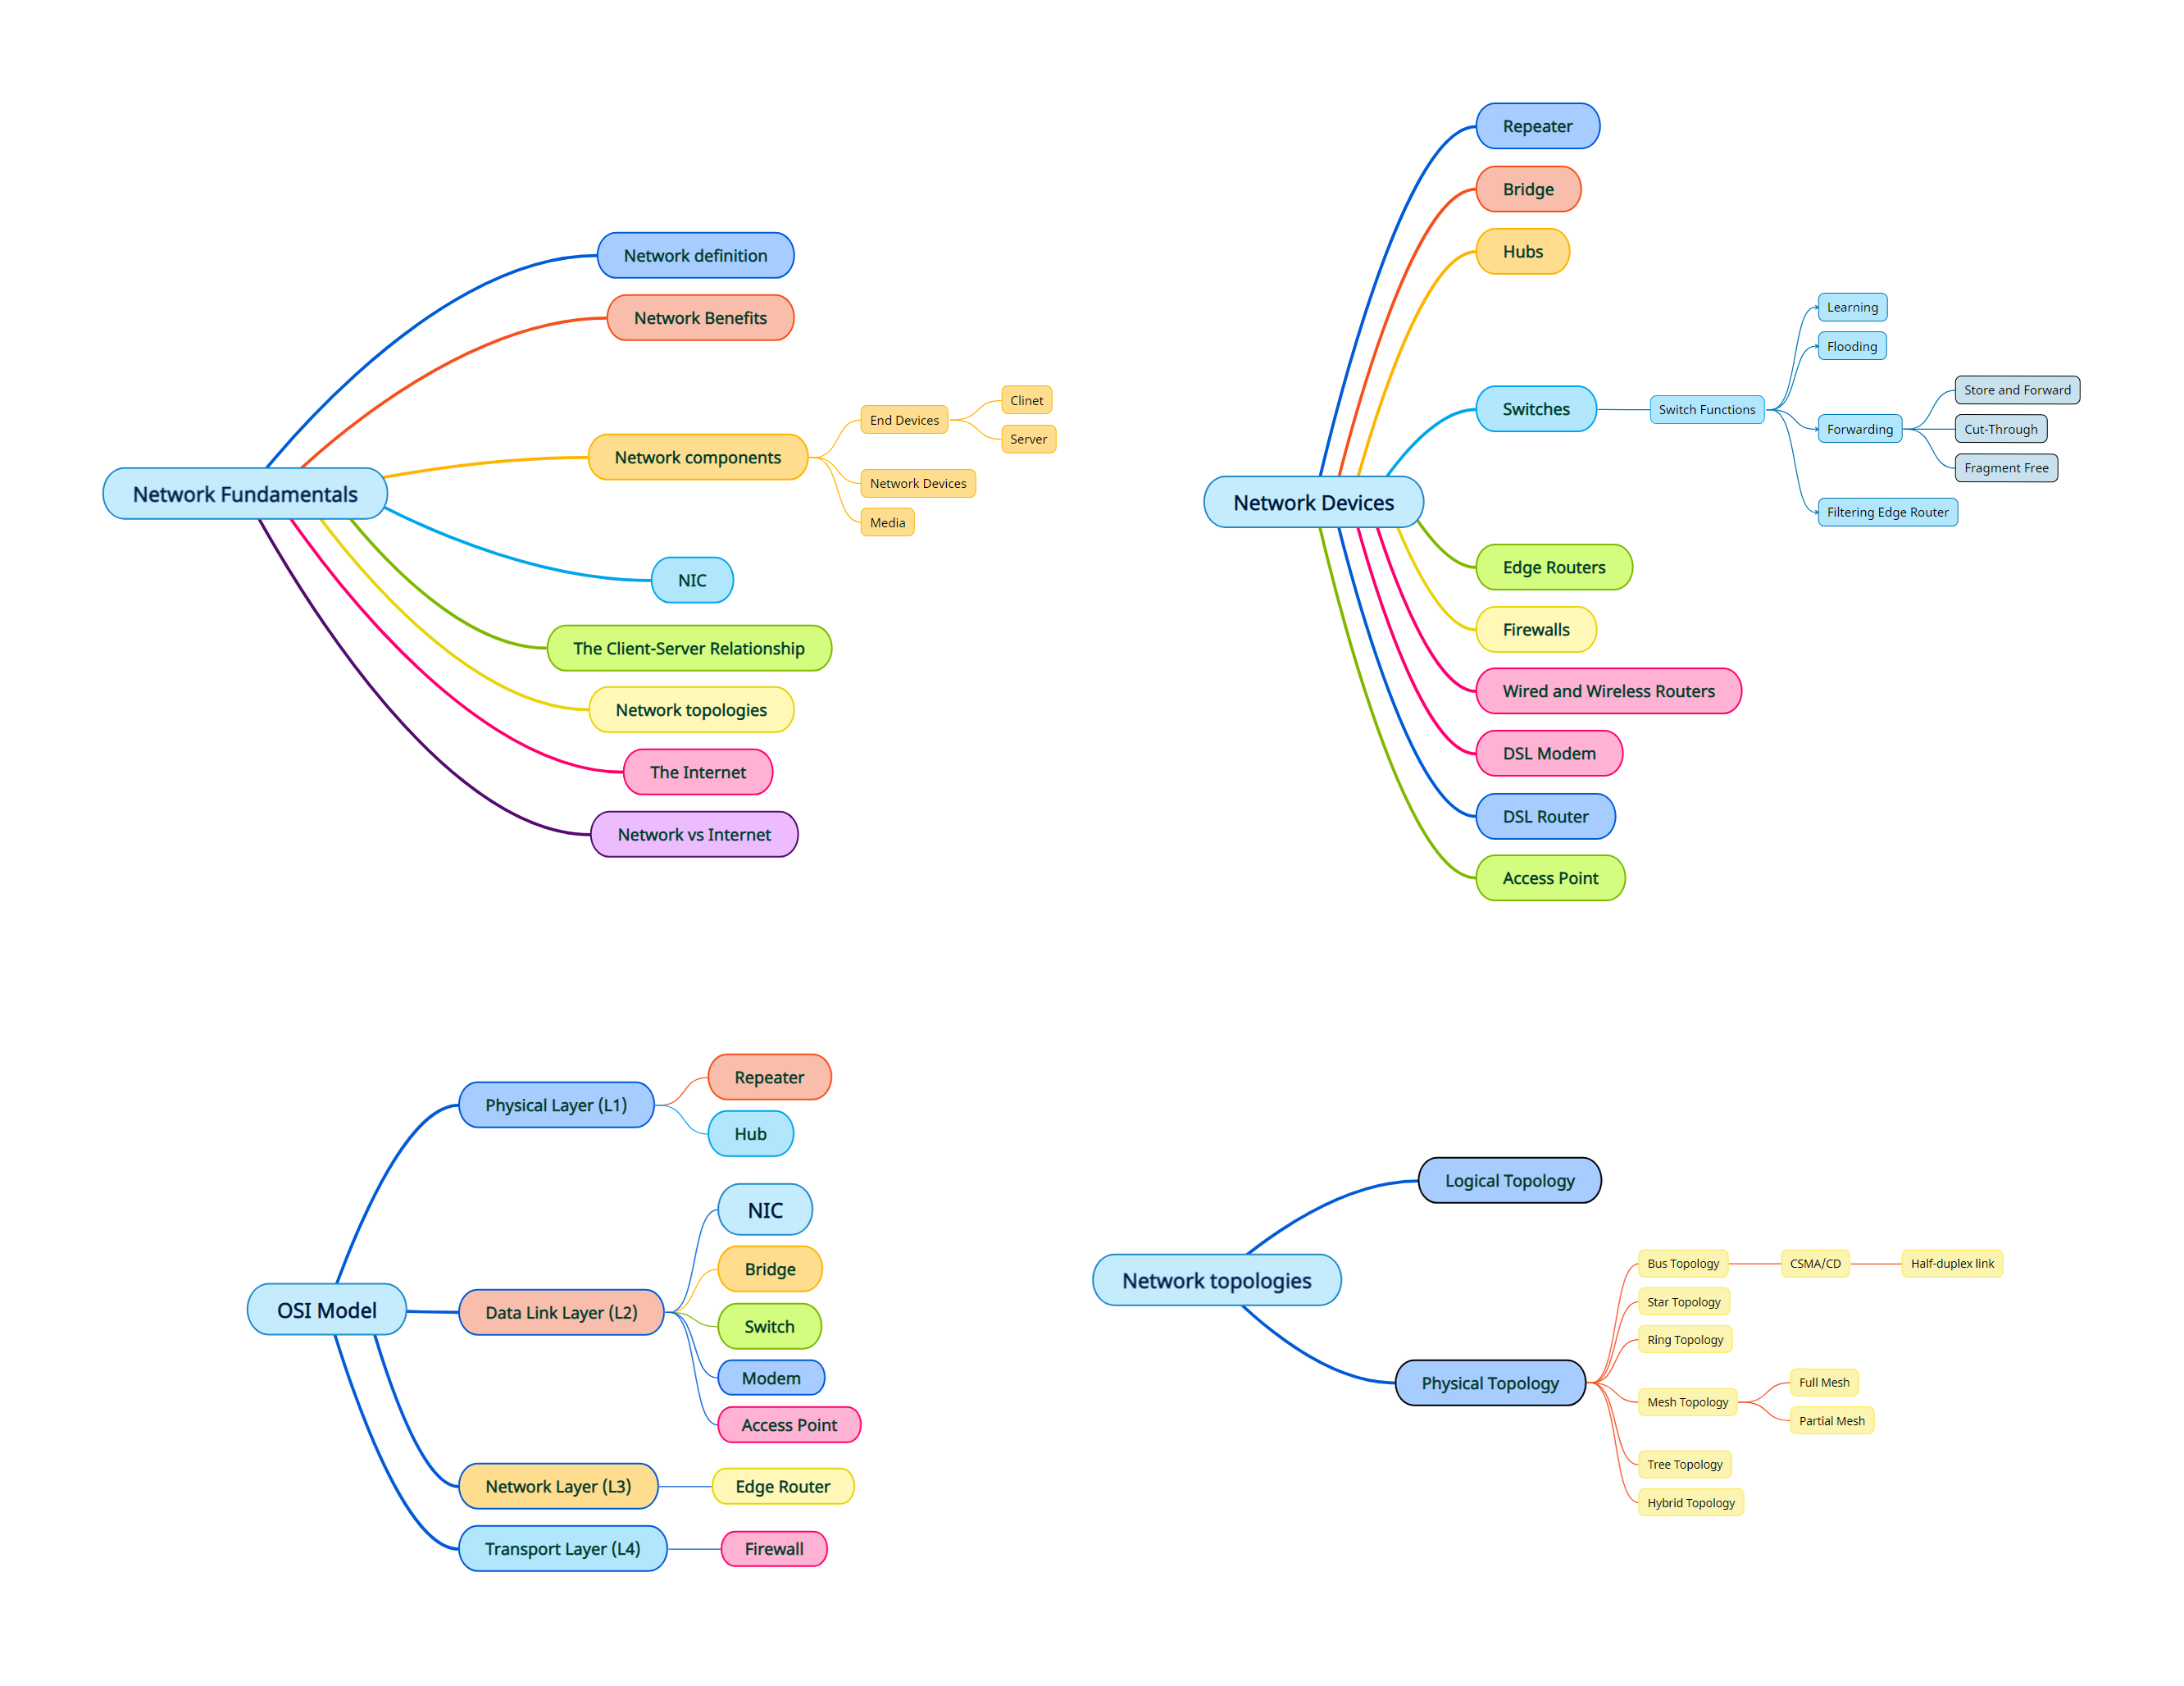 Network Fundamentals
Network definition
Network Benefits
Network components
End Devices
Clinet
Server
Network Devices
Media
NIC
The Client-Server Relationship
Network topologies
The Internet
Network vs Internet
Network Devices
Repeater
Bridge
Hubs
Switches
Switch Functions
Learning
Flooding
Forwarding
Store and Forward
Cut-Through
Fragment Free
Filtering Edge Router
Edge Routers
Firewalls
Wired and Wireless Routers
DSL Modem
DSL Router
Access Point
OSI Model
Physical Layer (L1)
Repeater
Hub
Data Link Layer (L2)
NIC
Bridge
Switch
Modem
Access Point
Network Layer (L3)
Edge Router
Transport Layer (L4)
Firewall
Network topologies
Logical Topology
Physical Topology
Bus Topology
CSMA/CD
Half-duplex link
Star Topology
Ring Topology
Mesh Topology
Full Mesh
Partial Mesh
Tree Topology
Hybrid Topology